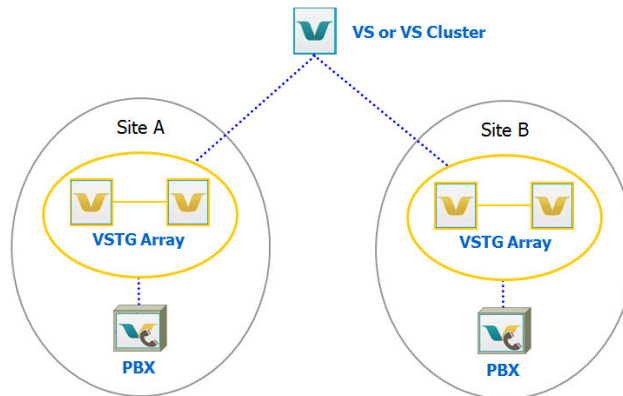 VS or VS Cluster
Site A
Site B
VSTG Array
VSTG Array
PBX
PBX